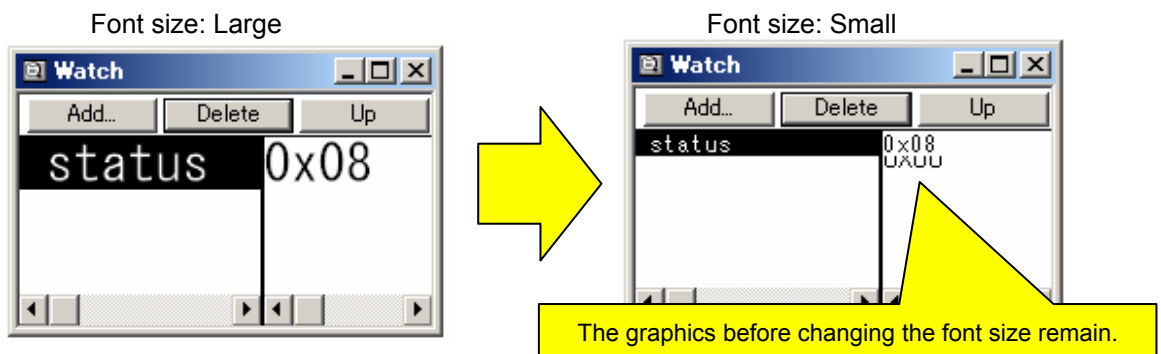 Font size: Large
Font size: Small
Watch
Add... Delete Up
status 0x08
Watch
Add... Delete Up
status 0x08
The graphics before changing the font size remain.